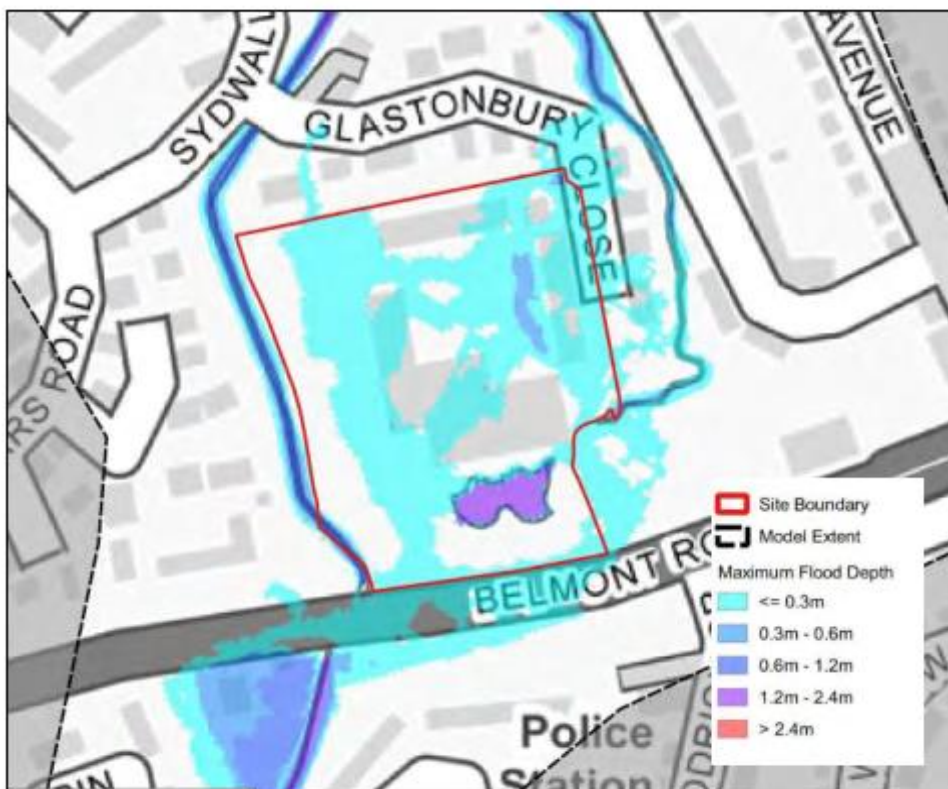 SYDWALL
GLASTONBURY
CLOSE
AVENUE
ROAD
BELMONT RO
Police
Station
Site Boundary
Model Extent
Maximum Flood Depth
<= 0.3m
0.3m - 0.6m
0.6m - 1.2m
1.2m - 2.4m
> 2.4m